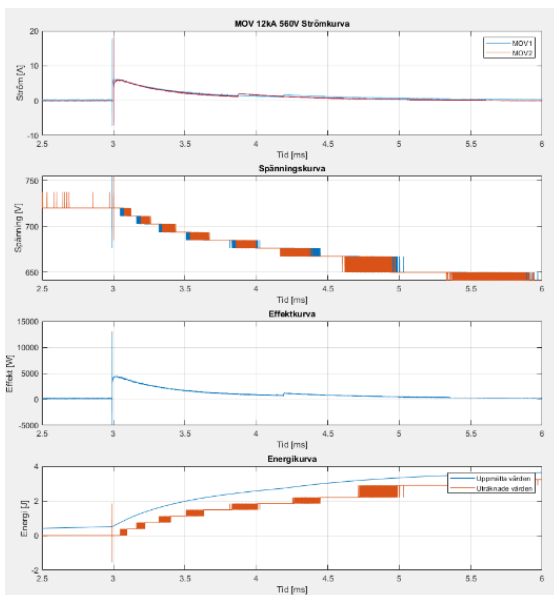 MOV 12kA 560V Strömkurva
20
10
0
-10
Ström [A]
MOV1
MOV2
2.5 3 3.5 4 4.5 5 5.5 6
Tid [ms]
Spänningskurva
750
700
650
Spänning [V]
2.5 3 3.5 4 4.5 5 5.5 6
Tid [ms]
Effektkurva
15000
10000
5000
0
-5000
Effekt [W]
2.5 3 3.5 4 4.5 5 5.5 6
Tid [ms]
Energikurva
4
2
0
-2
Energi [J]
Uppmätta värden
Uträknade värden
2.5 3 3.5 4 4.5 5 5.5 6
Tid [ms]